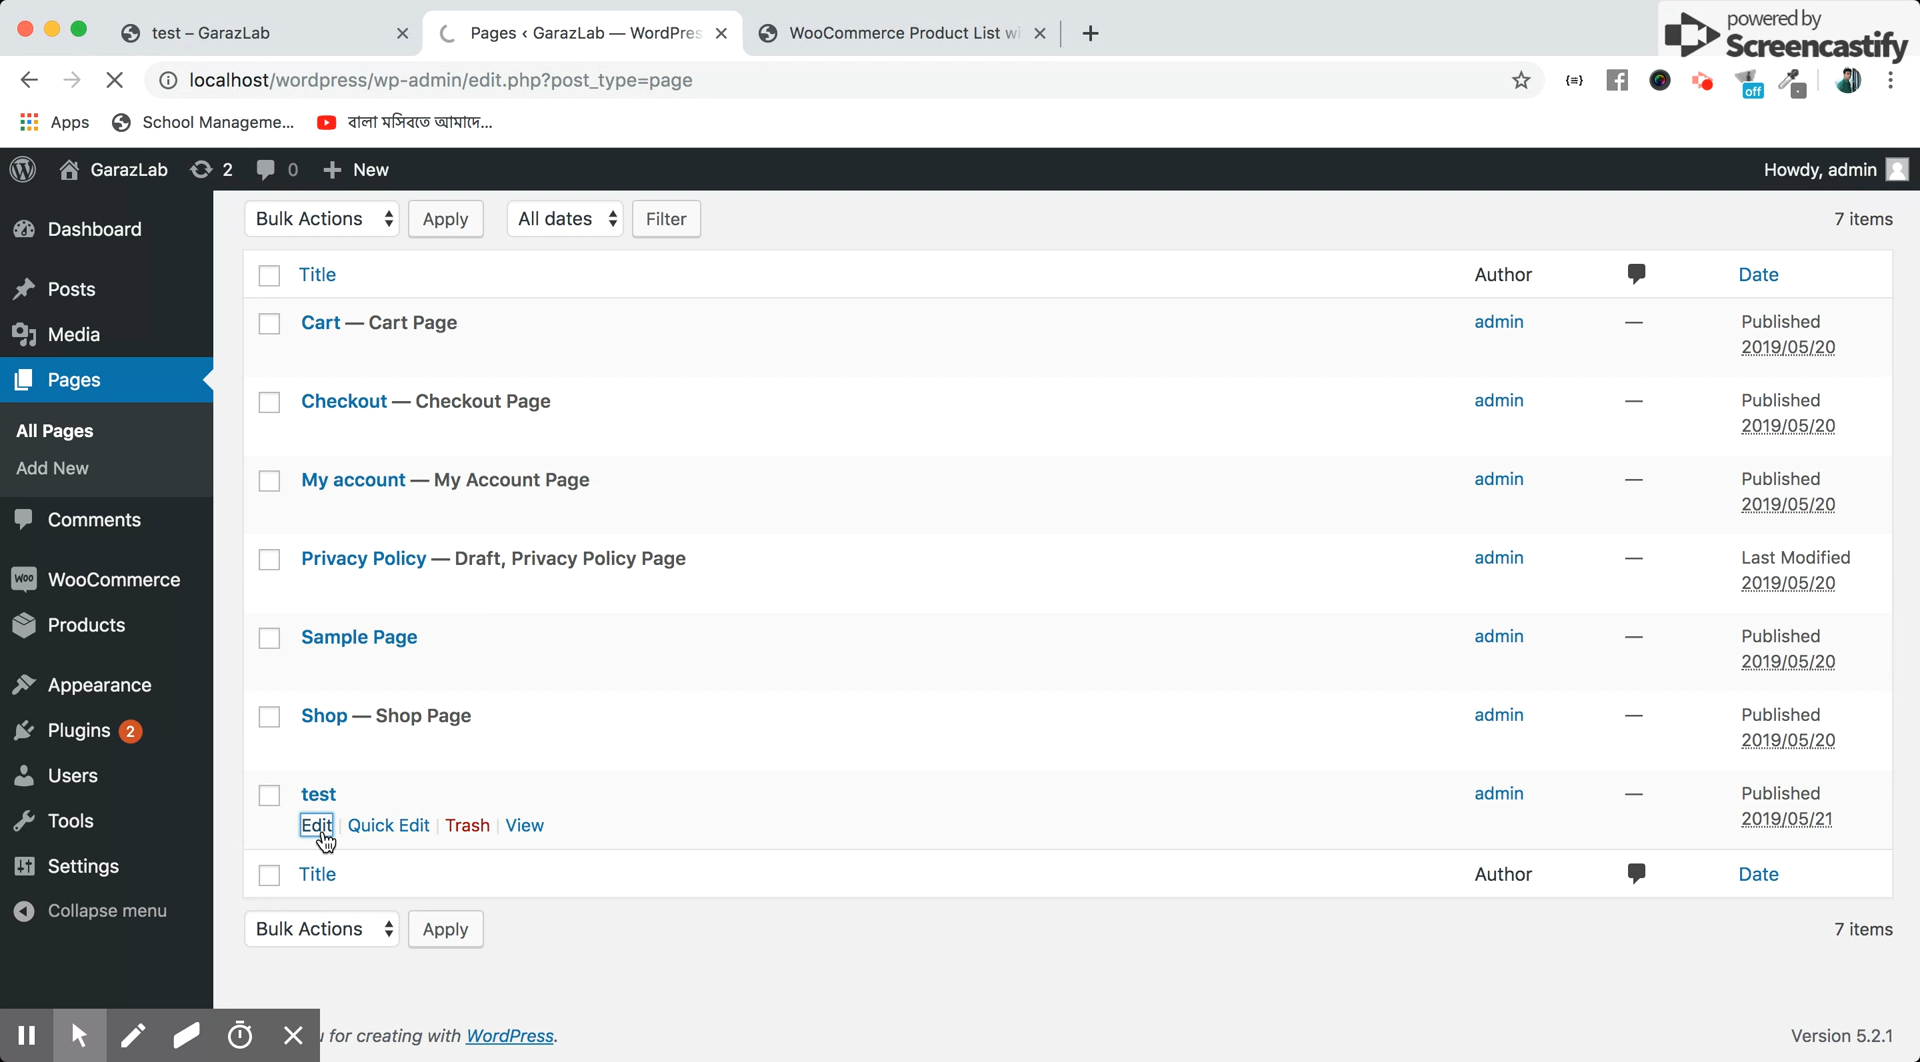 test – GarazLab
Pages ‹ GarazLab — WordPres
WooCommerce Product List wi
powered by
Screencastify
localhost/wordpress/wp-admin/edit.php?post_type=page
off
Apps
School Manageme...
বালা মসিবতে আমাদে...
GarazLab
2
0
New
Howdy, admin
Dashboard
Posts
Media
Pages
All Pages
Add New
Comments
Woo
WooCommerce
Products
Appearance
Plugins 2
Users
Tools
Settings
Collapse menu
Bulk Actions
Apply
All dates
Filter
7 items
Title
Author
Date
Cart — Cart Page
admin
—
Published
2019/05/20
Checkout — Checkout Page
admin
—
Published
2019/05/20
My account — My Account Page
admin
—
Published
2019/05/20
Privacy Policy — Draft, Privacy Policy Page
admin
—
Last Modified
2019/05/20
Sample Page
admin
—
Published
2019/05/20
Shop — Shop Page
admin
—
Published
2019/05/20
test
admin
—
Published
2019/05/21
Edit | Quick Edit | Trash | View
Title
Author
Date
Bulk Actions
Apply
7 items
for creating with WordPress.
Version 5.2.1